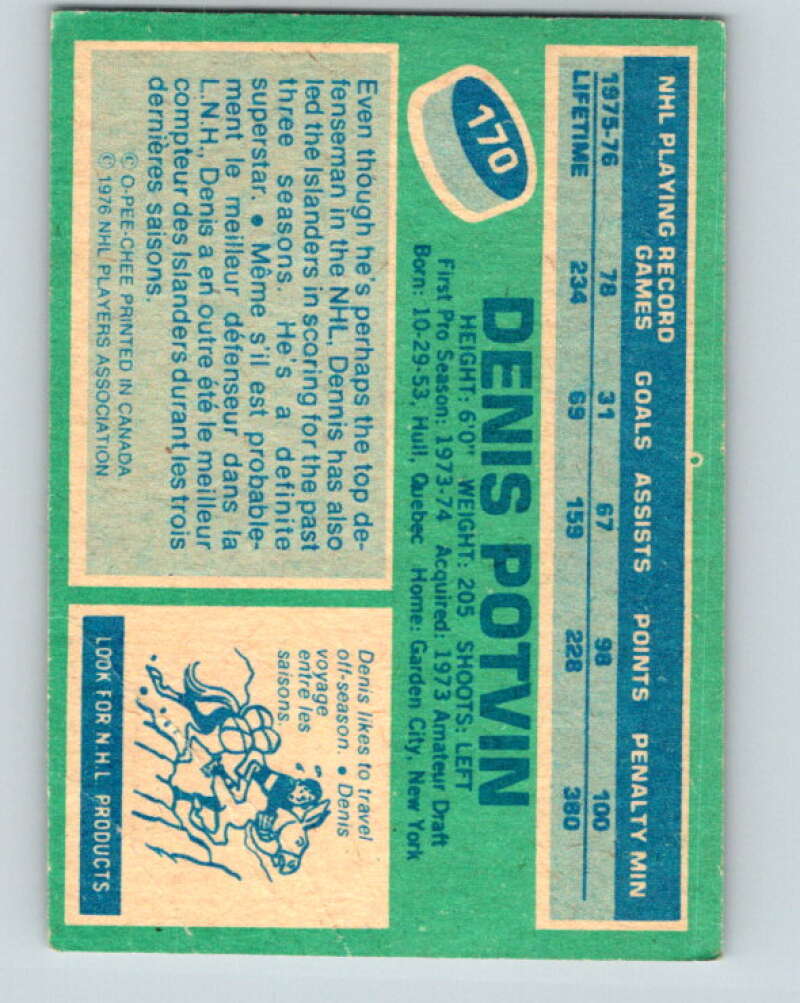 NHL PLAYING RECORD
GAMES GOALS ASSISTS POINTS PENALTY MIN
1975-76 78 31 67 98 100
LIFETIME 234 69 159 228 380
170
DENIS POTVIN
HEIGHT: 6'0" WEIGHT: 205 SHOOTS: LEFT
First Pro Season: 1973-74 Acquired: 1973 Amateur Draft
Born: 10-29-53, Hull, Quebec Home: Garden City, New York
Even though he's perhaps the top de-
fenseman in the NHL, Dennis has also
led the Islanders in scoring for the past
three seasons. He's a definite
superstar. • Même s'il est probable-
ment le meilleur défenseur dans la
L.N.H., Denis a en outre été le meilleur
compteur des Islanders durant les trois
dernières saisons.
© O-PEE-CHEE PRINTED IN CANADA
© 1976 NHL PLAYERS ASSOCIATION
Denis likes to travel
off-season. • Denis
voyage
entre les
saisons.
LOOK FOR N.H.L PRODUCTS